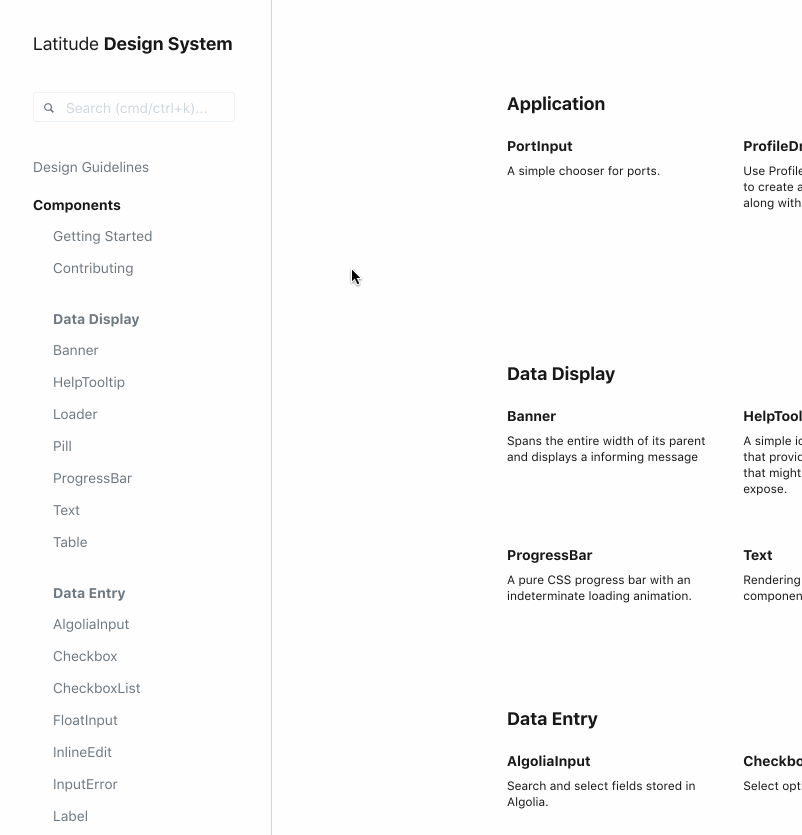 Latitude Design System
Search (cmd/ctrl+k)...
Design Guidelines
Components
Getting Started
Contributing
Data Display
Banner
HelpTooltip
Loader
Pill
ProgressBar
Text
Table
Data Entry
AlgoliaInput
Checkbox
CheckboxList
FloatInput
InlineEdit
InputError
Label
Application
PortInput
A simple chooser for ports.
ProfileDr
Use Profile
to create a
along with
Data Display
Banner
Spans the entire width of its parent
and displays a informing message
HelpTool
A simple ic
that provid
that might
expose.
ProgressBar
A pure CSS progress bar with an
indeterminate loading animation.
Text
Rendering
componen
Data Entry
AlgoliaInput
Search and select fields stored in
Algolia.
Checkbo
Select opt